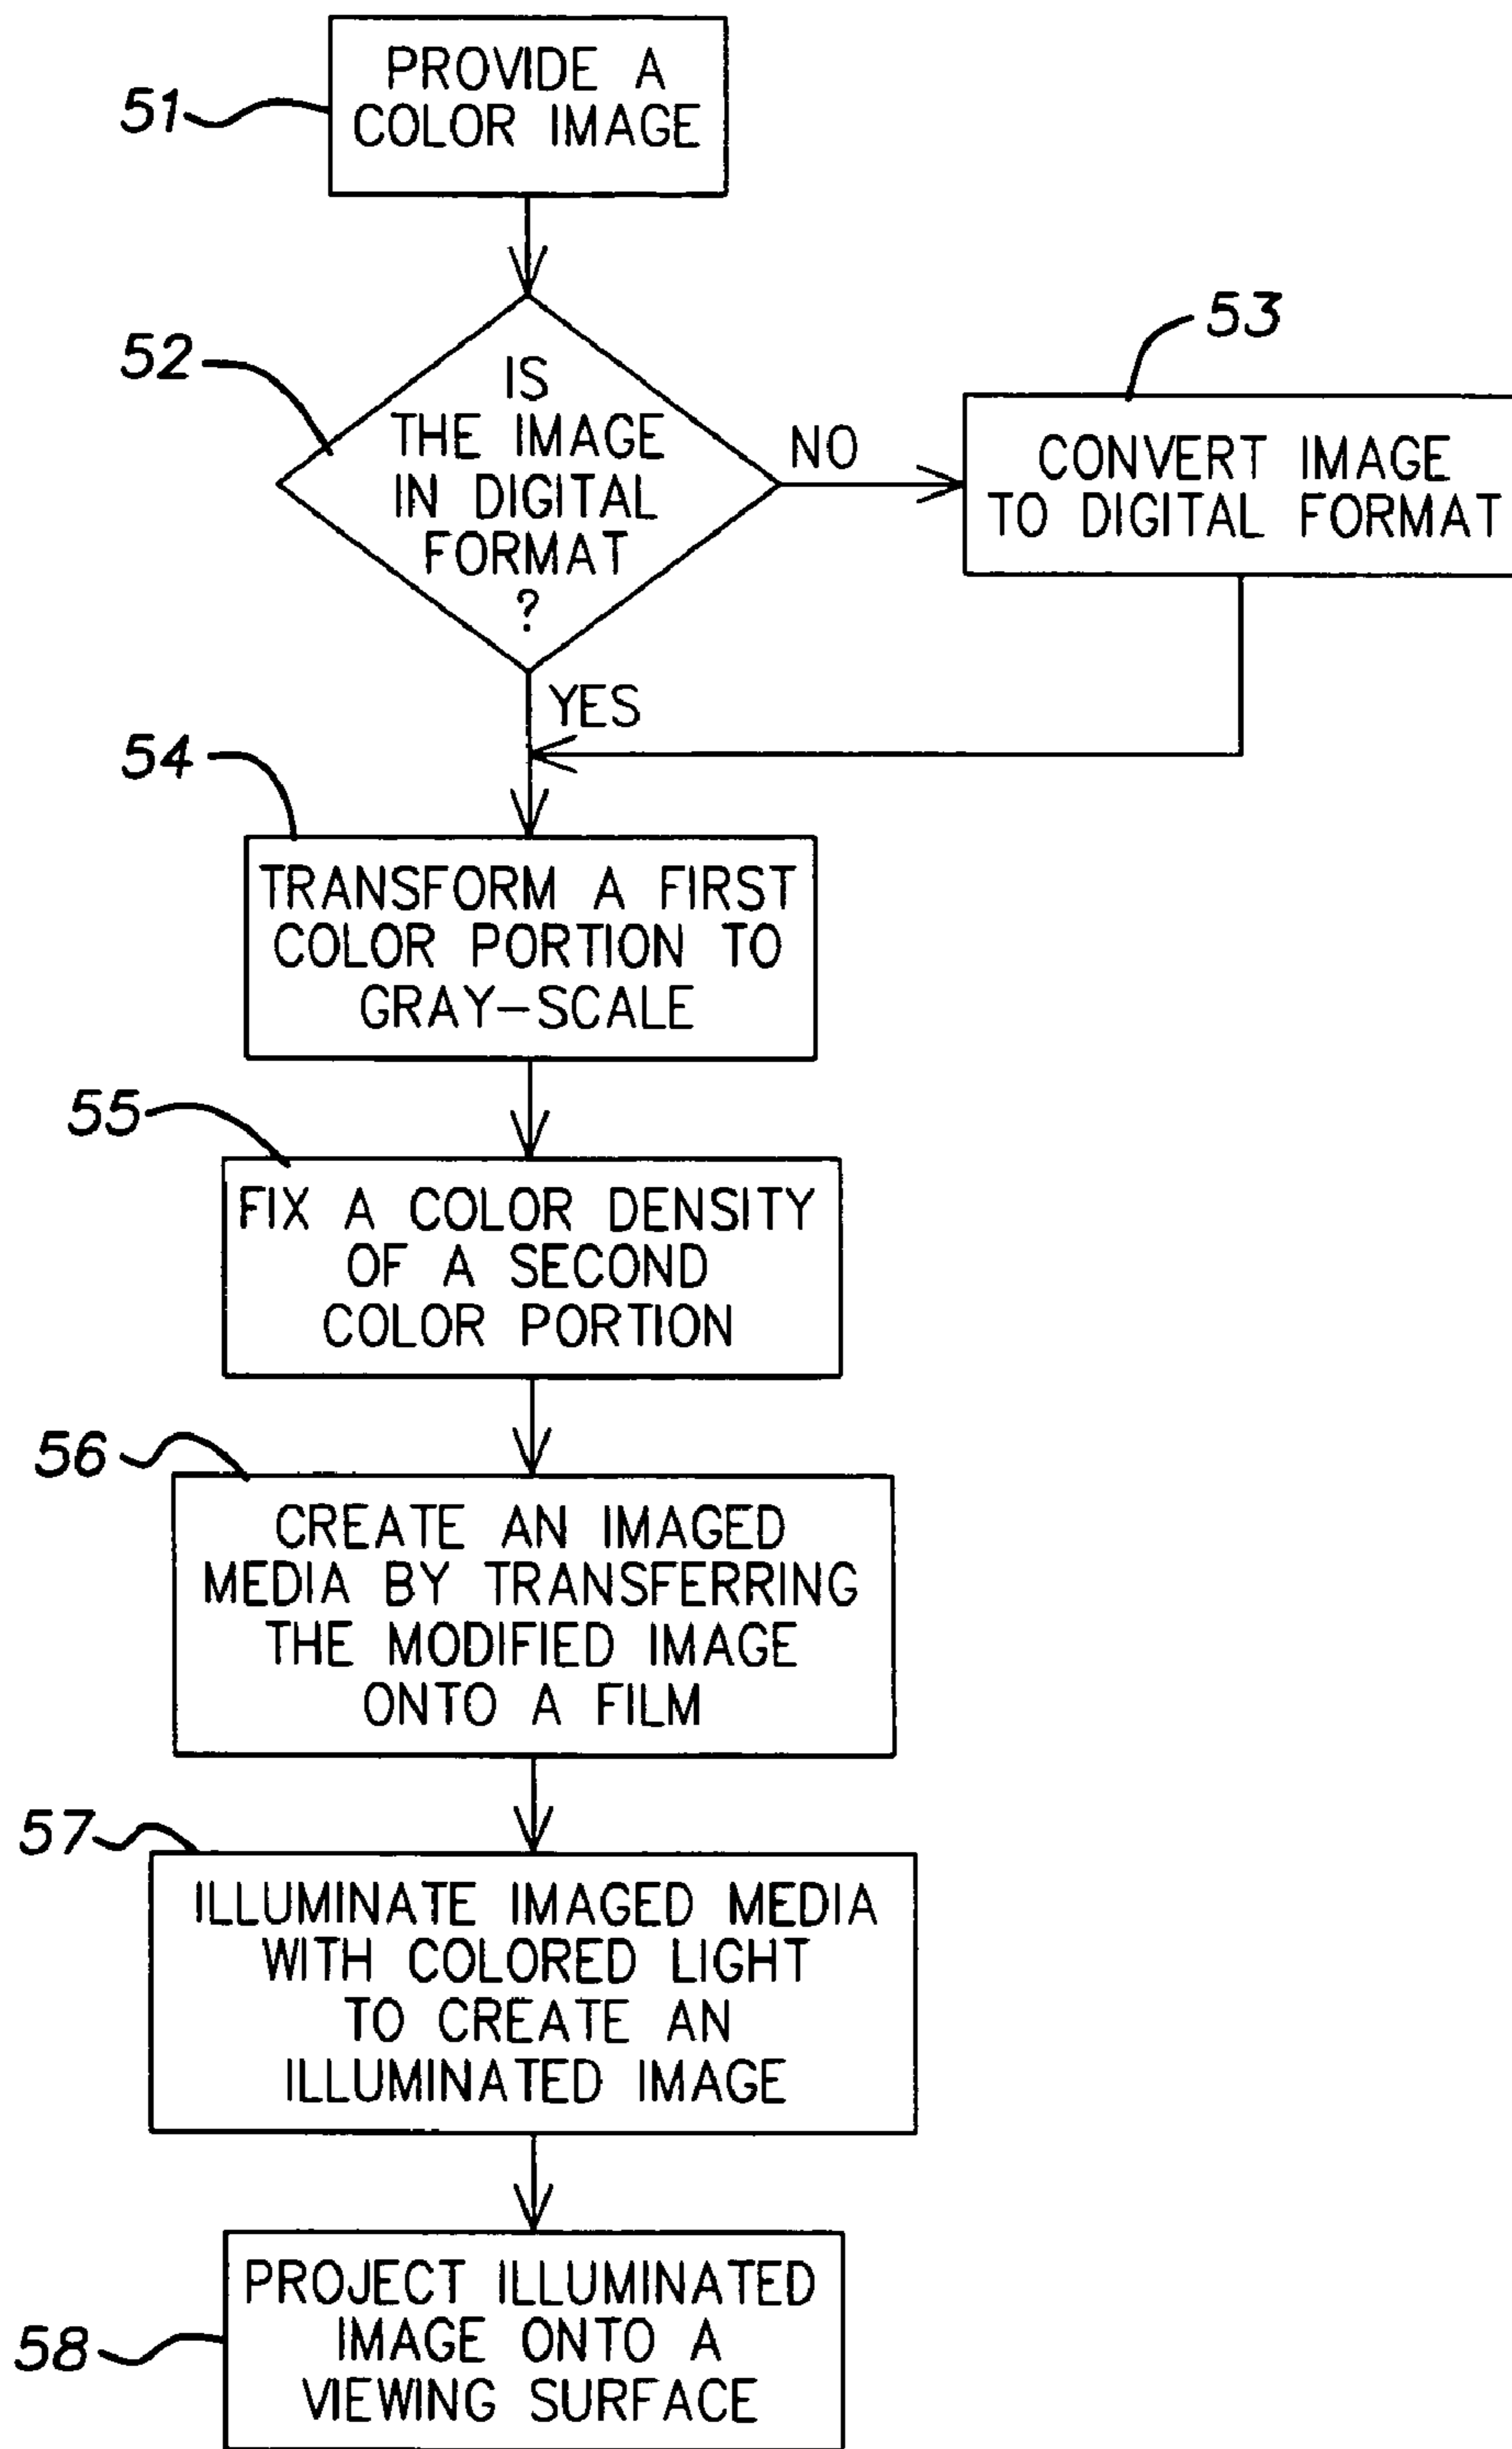 51
PROVIDE A
COLOR IMAGE
52
IS
THE IMAGE
IN DIGITAL
FORMAT
?
NO
53
CONVERT IMAGE
TO DIGITAL FORMAT
YES
54
TRANSFORM A FIRST
COLOR PORTION TO
GRAY-SCALE
55
FIX A COLOR DENSITY
OF A SECOND
COLOR PORTION
56
CREATE AN IMAGED
MEDIA BY TRANSFERRING
THE MODIFIED IMAGE
ONTO A FILM
57
ILLUMINATE IMAGED MEDIA
WITH COLORED LIGHT
TO CREATE AN
ILLUMINATED IMAGE
58
PROJECT ILLUMINATED
IMAGE ONTO A
VIEWING SURFACE